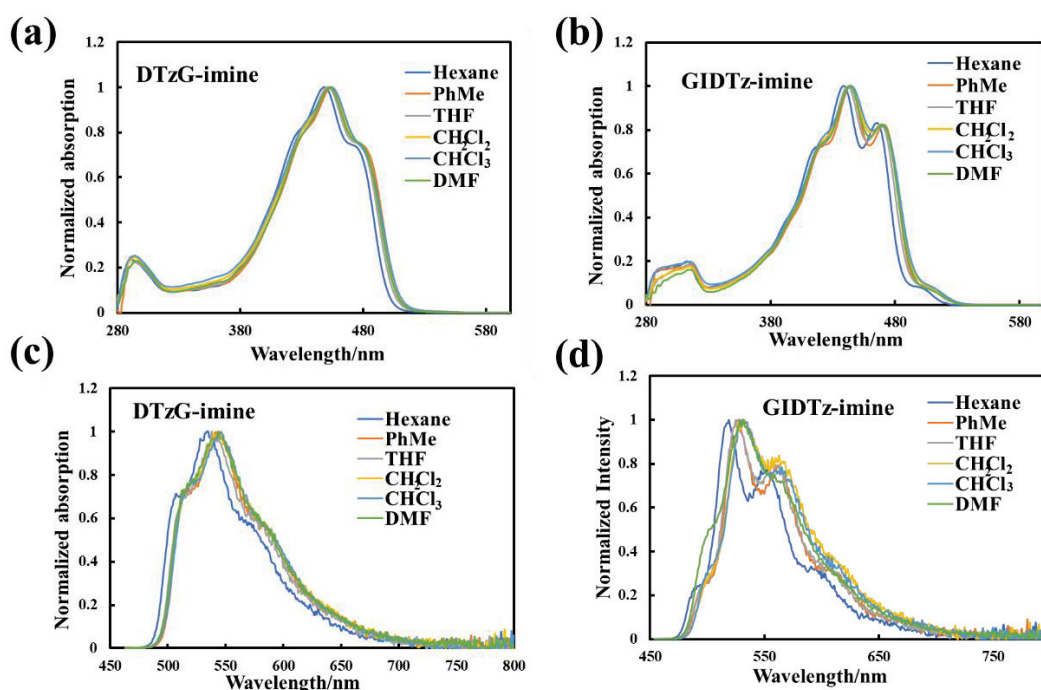 (a)
DTzG-imine
Normalized absorption
1.2
1
0.8
0.6
0.4
0.2
0
280
380
480
580
Wavelength/nm
Hexane
PhMe
THF
CH2Cl2
CHCl3
DMF
(b)
GIDTz-imine
Normalized absorption
1.2
1
0.8
0.6
0.4
0.2
0
280
380
480
580
Wavelength/nm
Hexane
PhMe
THF
CH2Cl2
CHCl3
DMF
(c)
DTzG-imine
Normalized absorption
1.2
1
0.8
0.6
0.4
0.2
0
450
500
550
600
650
700
750
800
Wavelength/nm
Hexane
PhMe
THF
CH2Cl2
CHCl3
DMF
(d)
GIDTz-imine
Normalized Intensity
1.2
1
0.8
0.6
0.4
0.2
0
450
550
650
750
Wavelength/nm
Hexane
PhMe
THF
CH2Cl2
CHCl3
DMF